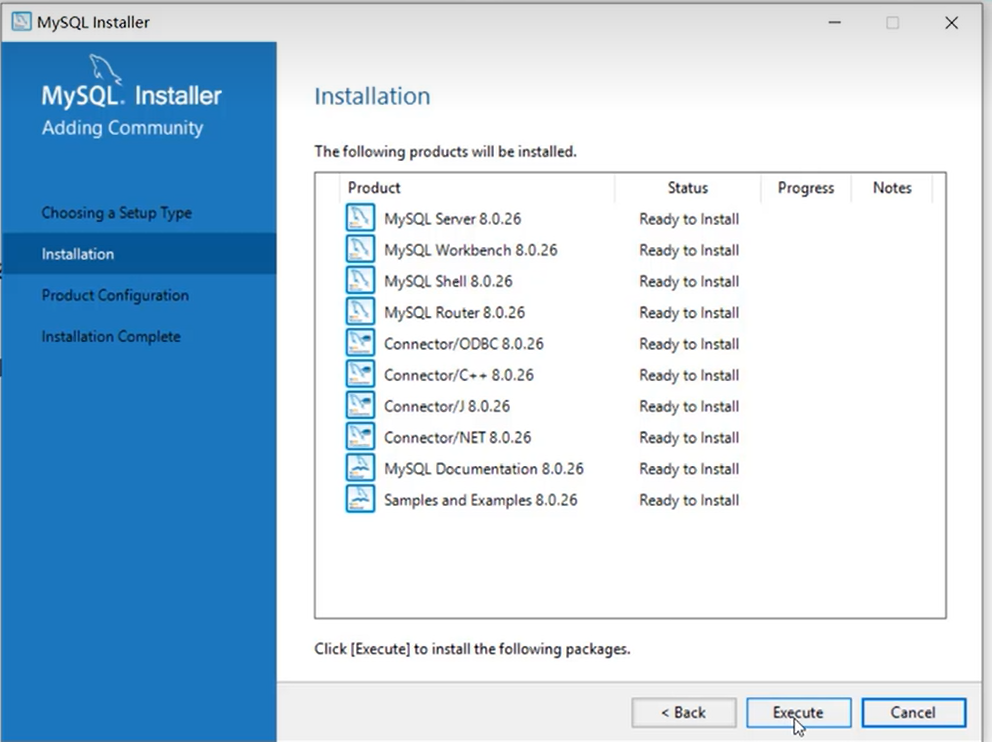 MySQL Installer
MySQL. Installer
Adding Community
Choosing a Setup Type
Installation
Product Configuration
Installation Complete
Installation
The following products will be installed.
Product Status Progress Notes
MySQL Server 8.0.26 Ready to Install
MySQL Workbench 8.0.26 Ready to Install
MySQL Shell 8.0.26 Ready to Install
MySQL Router 8.0.26 Ready to Install
Connector/ODBC 8.0.26 Ready to Install
Connector/C++ 8.0.26 Ready to Install
Connector/J 8.0.26 Ready to Install
Connector/NET 8.0.26 Ready to Install
MySQL Documentation 8.0.26 Ready to Install
Samples and Examples 8.0.26 Ready to Install
Click [Execute] to install the following packages.
< Back Execute Cancel